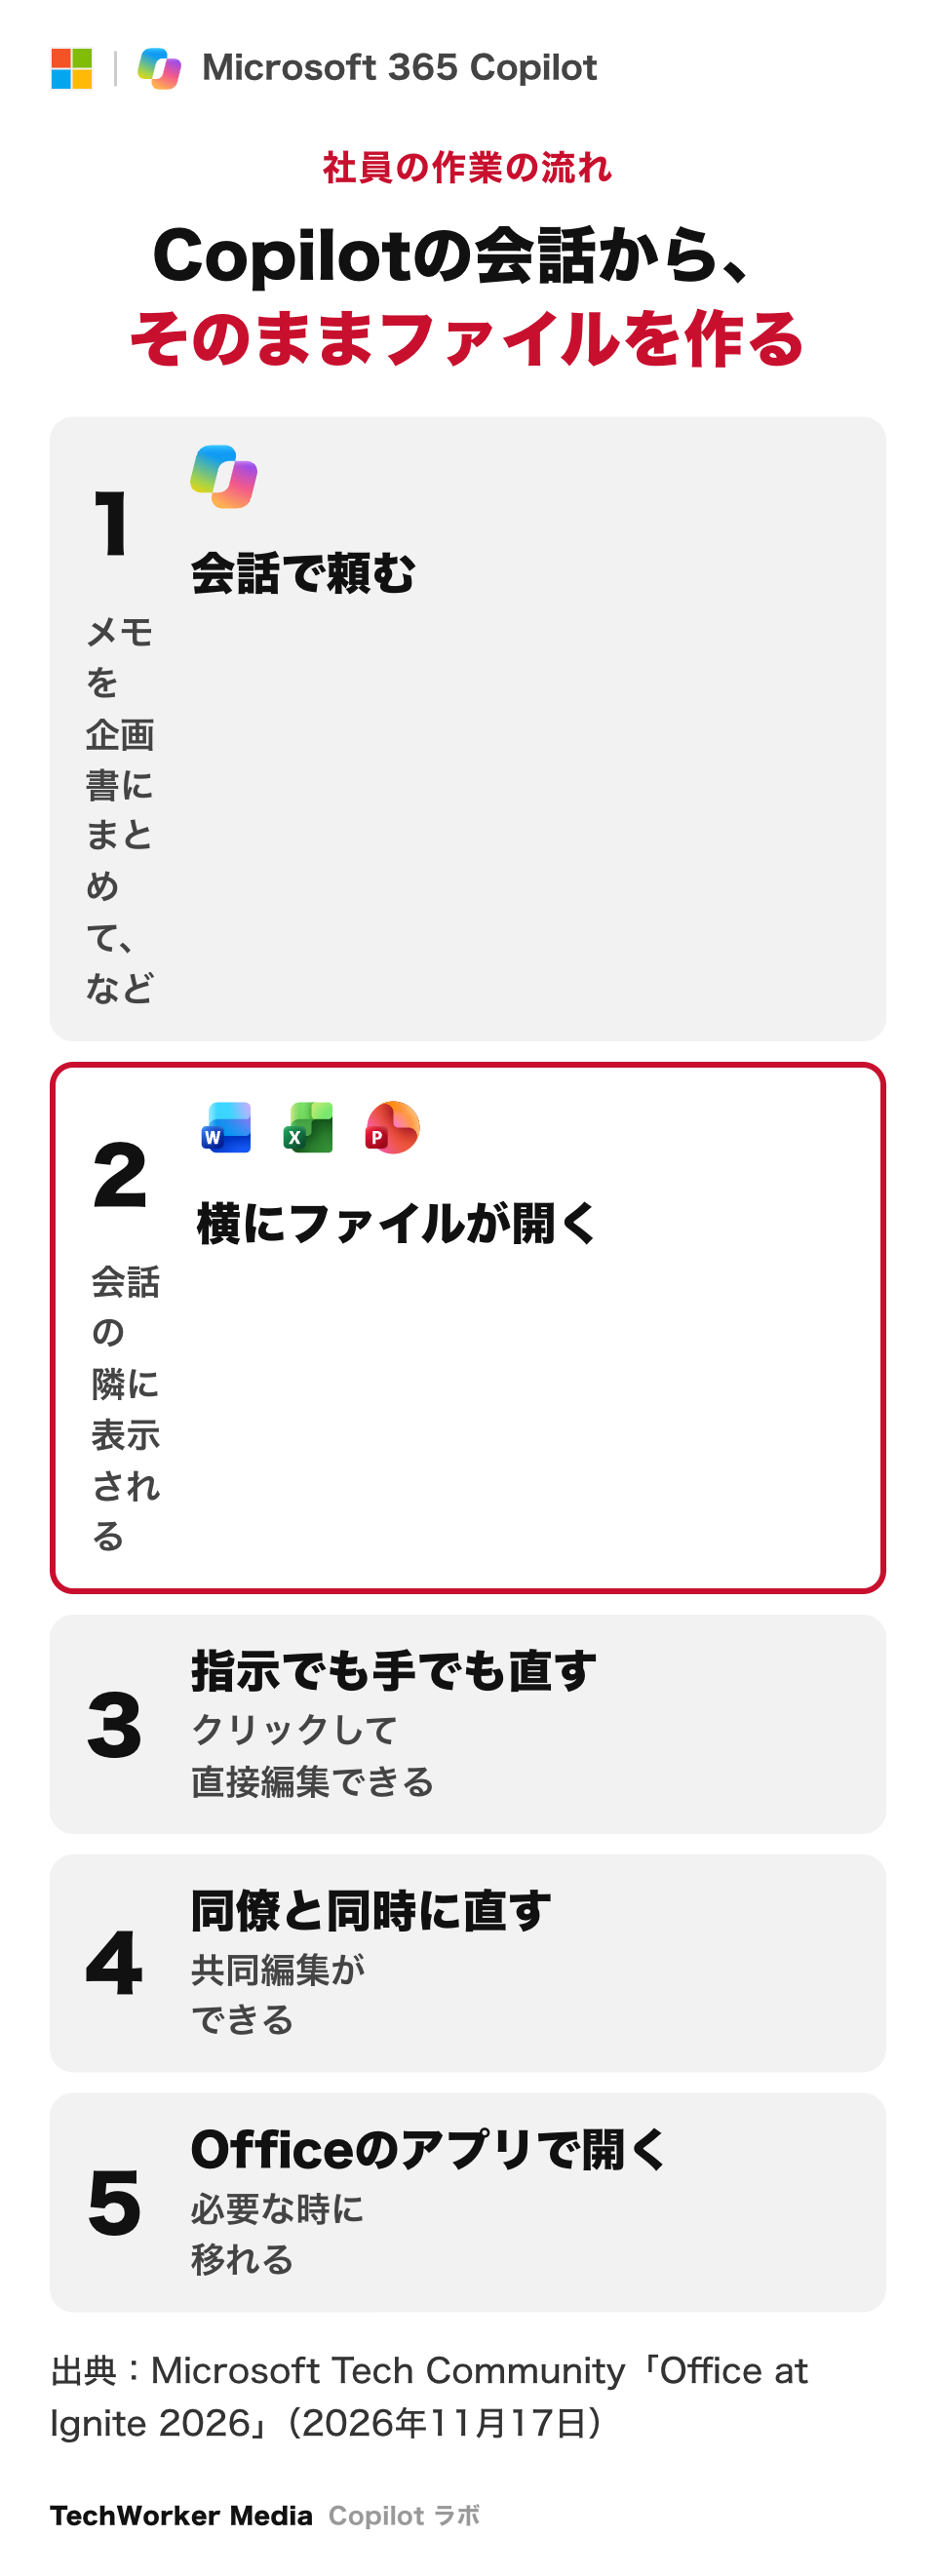 Microsoft 365 Copilot
社員の作業の流れ
Copilotの会話から、
そのままファイルを作る
1
会話で頼む
メモ
を
企画
書に
まと
め
て、
など
W X P
2
横にファイルが開く
会話
の
隣に
表示
され
る
3
指示でも手でも直す
クリックして
直接編集できる
4
同僚と同時に直す
共同編集が
できる
5
Officeのアプリで開く
必要な時に
移れる
出典：Microsoft Tech Community「Office at
Ignite 2026」（2026年11月17日）
TechWorker Media Copilot ラボ